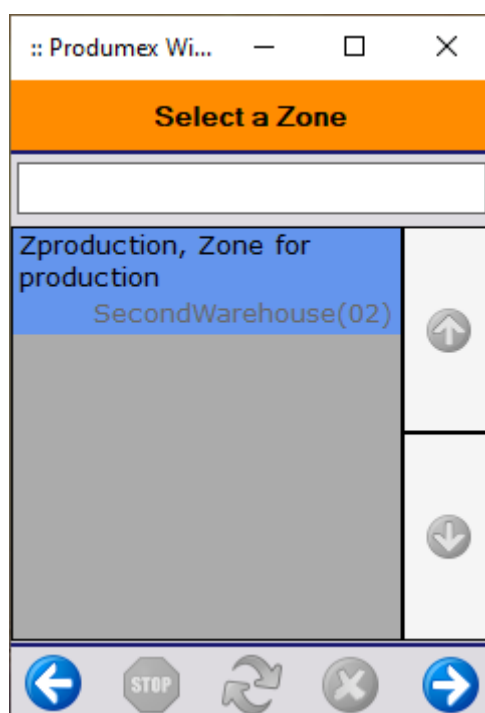 :: Produmex Wi...
Select a Zone
Zproduction, Zone for
production
SecondWarehouse(02)
STOP